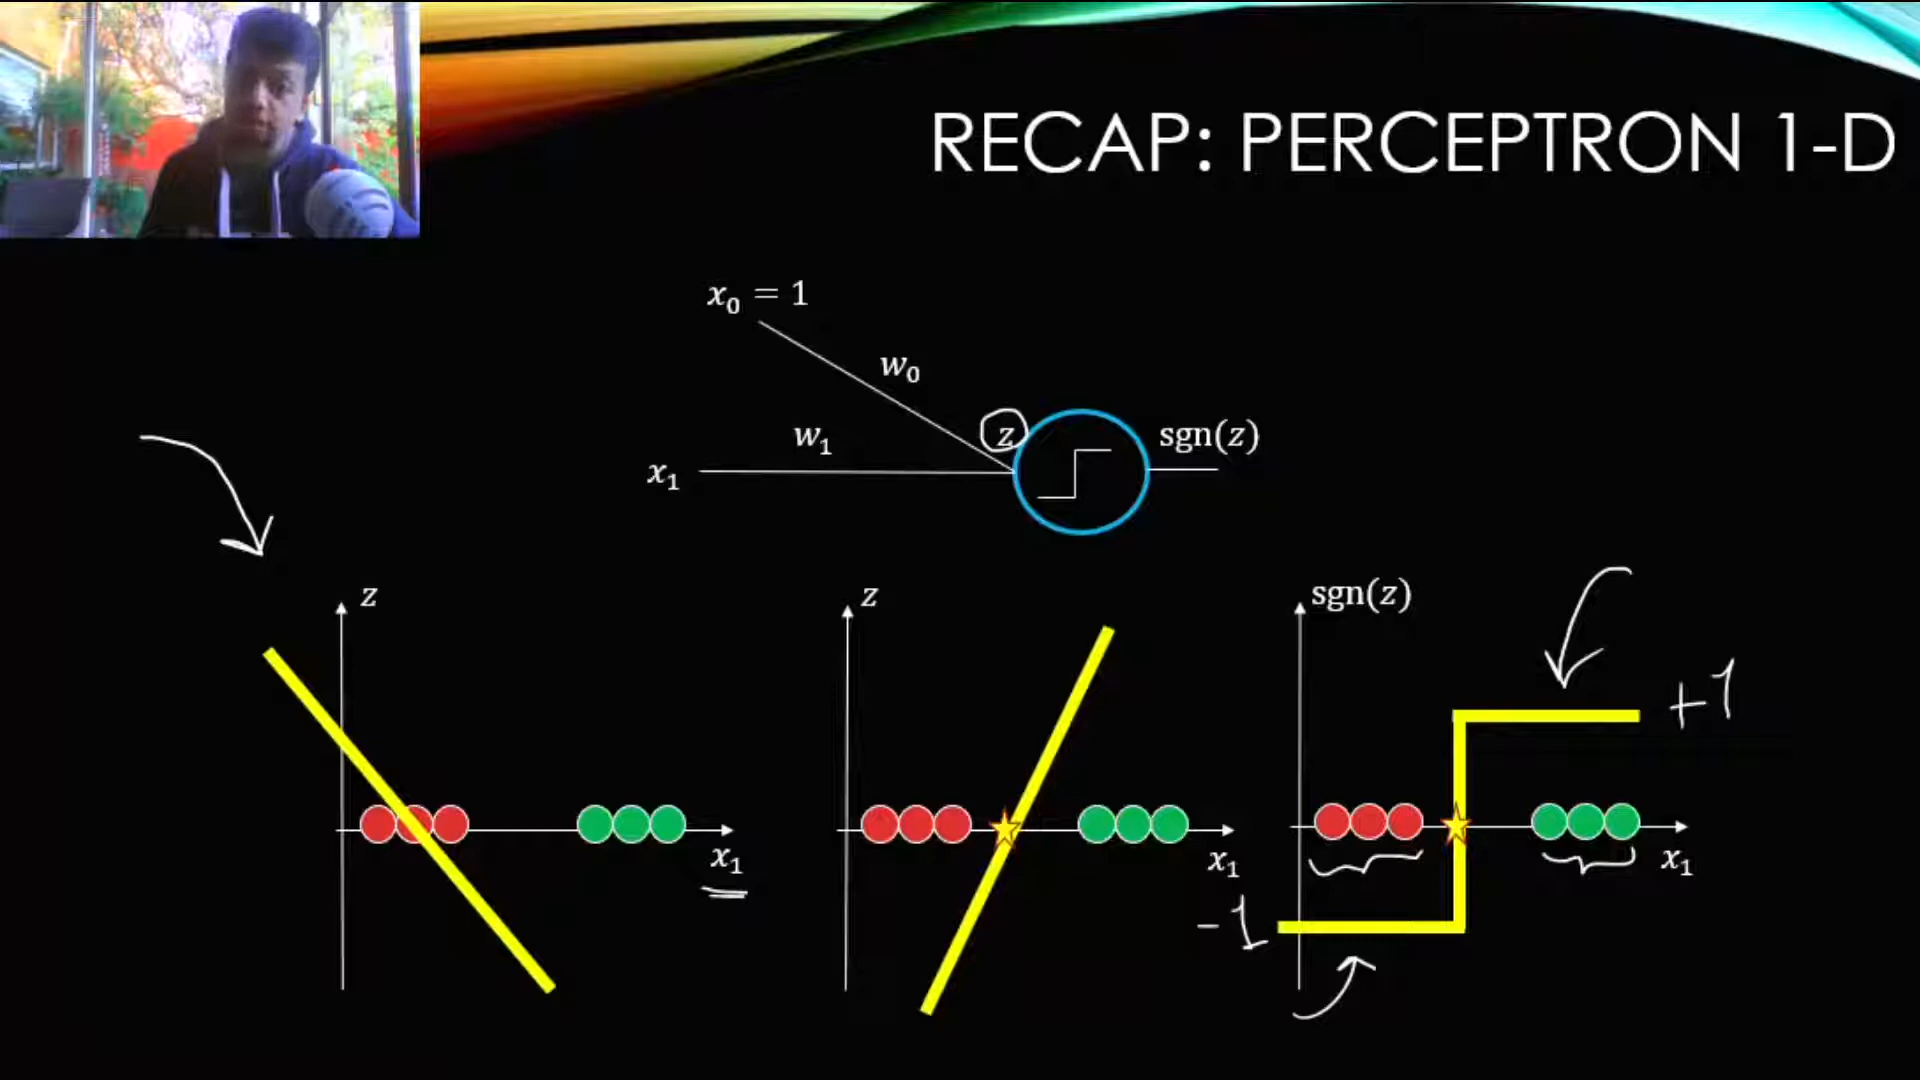 RECAP: PERCEPTRON 1-D
x₀ = 1
w₀
w₁
z
sgn(z)
x₁
z
x₁
z
x₁
sgn(z)
+1
x₁
-1